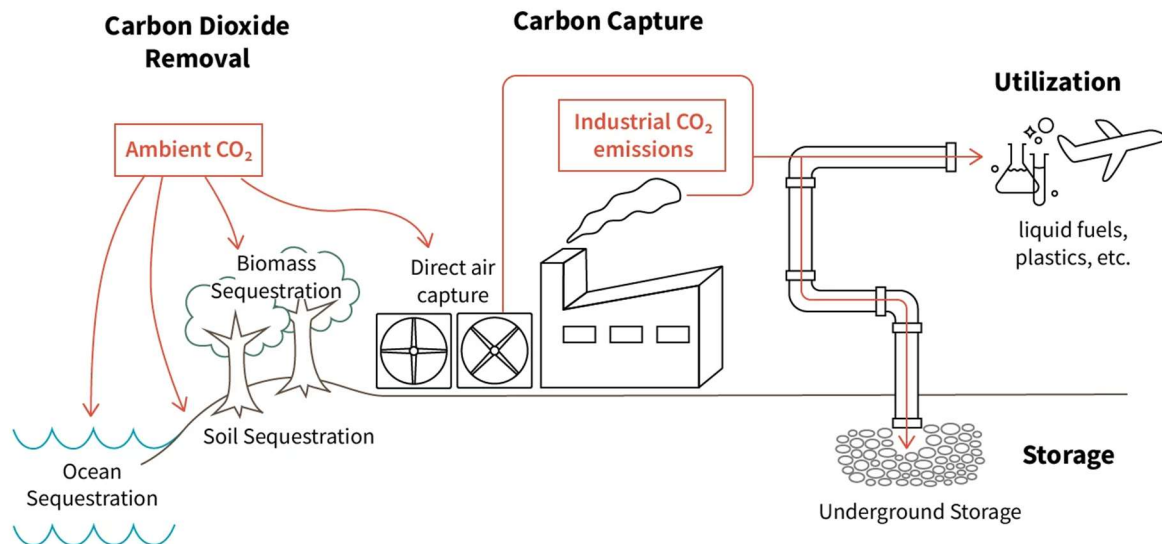 Carbon Dioxide
Removal
Carbon Capture
Utilization
Ambient CO₂
Industrial CO₂
emissions
liquid fuels,
plastics, etc.
Biomass
Sequestration
Direct air
capture
Soil Sequestration
Ocean
Sequestration
Storage
Underground Storage